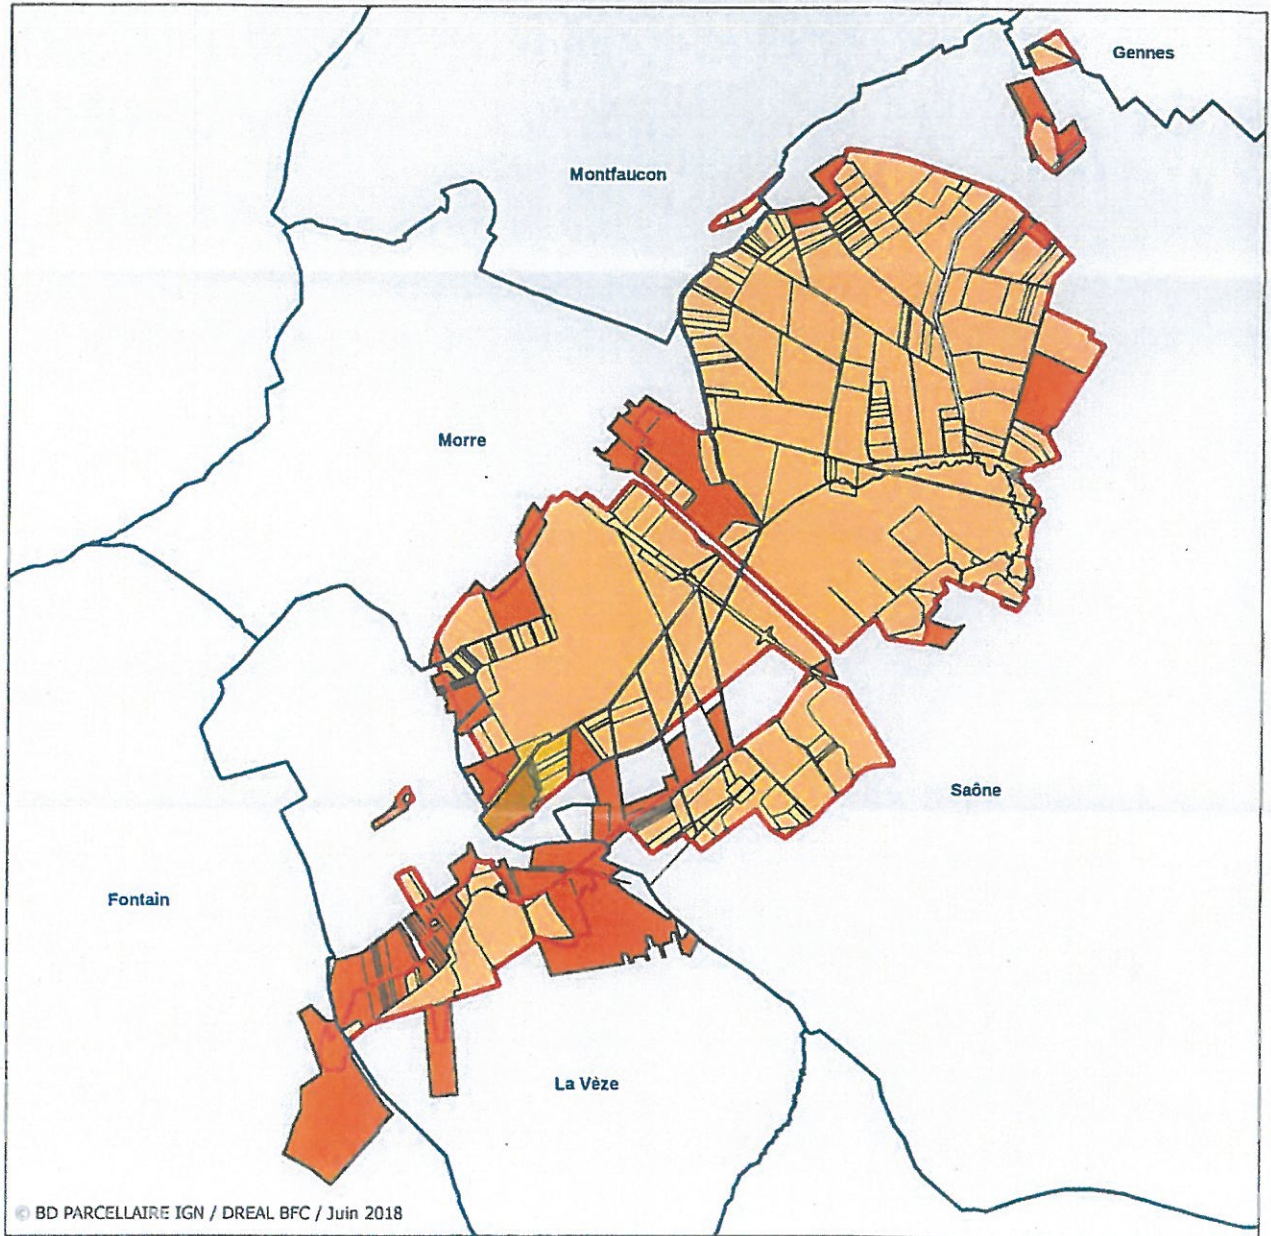 Gennes
Montfaucon
Morre
Saône
Fontain
La Vèze
© BD PARCELLAIRE IGN / DREAL BFC / Juin 2018